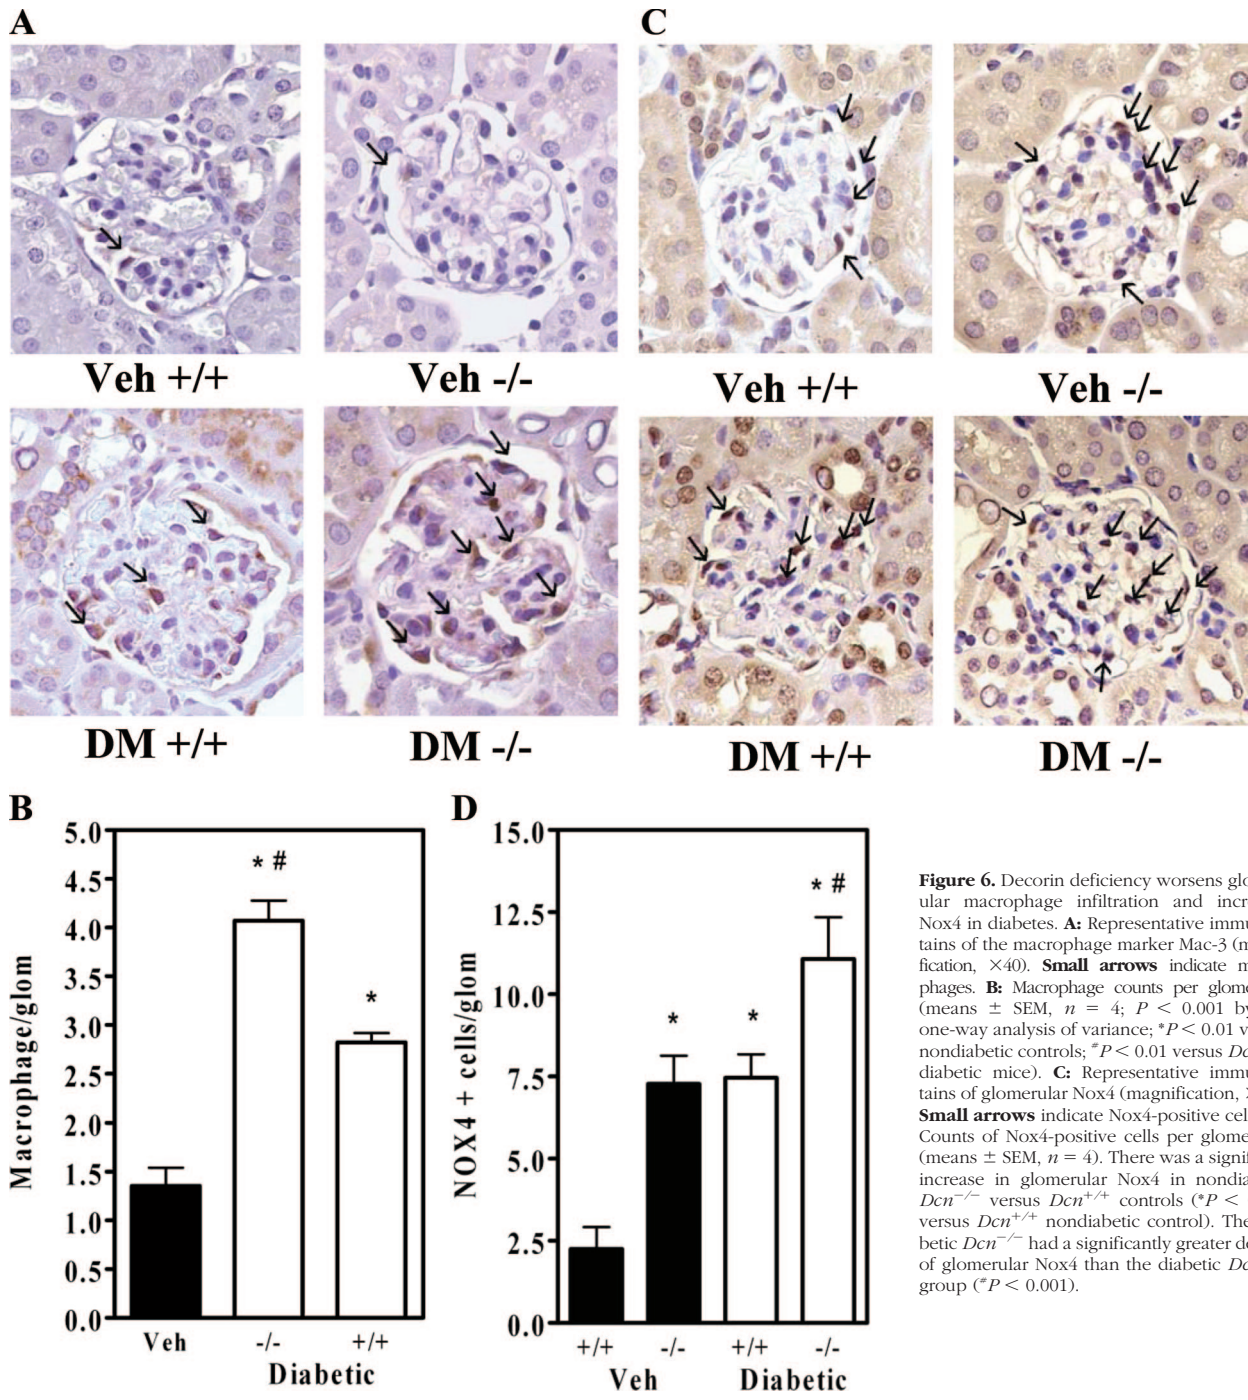 A
C
Veh +/+
Veh -/-
Veh +/+
Veh -/-
DM +/+
DM -/-
DM +/+
DM -/-
B
Macrophage/glom
5.0
4.5
4.0
3.5
3.0
2.5
2.0
1.5
1.0
0.5
0.0
* #
*
Veh
-/-
+/+
Diabetic
D
NOX4 + cells/glom
15.0
12.5
10.0
7.5
5.0
2.5
0.0
*
*
* #
+/+
-/-
+/+
-/-
Veh
Diabetic
Figure 6. Decorin deficiency worsens glo
ular macrophage infiltration and incre
Nox4 in diabetes. A: Representative immu
tains of the macrophage marker Mac-3 (m
fication, ×40). Small arrows indicate m
phages. B: Macrophage counts per glome
(means ± SEM, n = 4; P < 0.001 by
one-way analysis of variance; *P < 0.01 v
nondiabetic controls; #P < 0.01 versus Dc
diabetic mice). C: Representative immu
tains of glomerular Nox4 (magnification,
Small arrows indicate Nox4-positive cel
Counts of Nox4-positive cells per glome
(means ± SEM, n = 4). There was a signifi
increase in glomerular Nox4 in nondia
Dcn−/− versus Dcn+/+ controls (*P <
versus Dcn+/+ nondiabetic control). The
betic Dcn−/− had a significantly greater de
of glomerular Nox4 than the diabetic Dc
group (#P < 0.001).